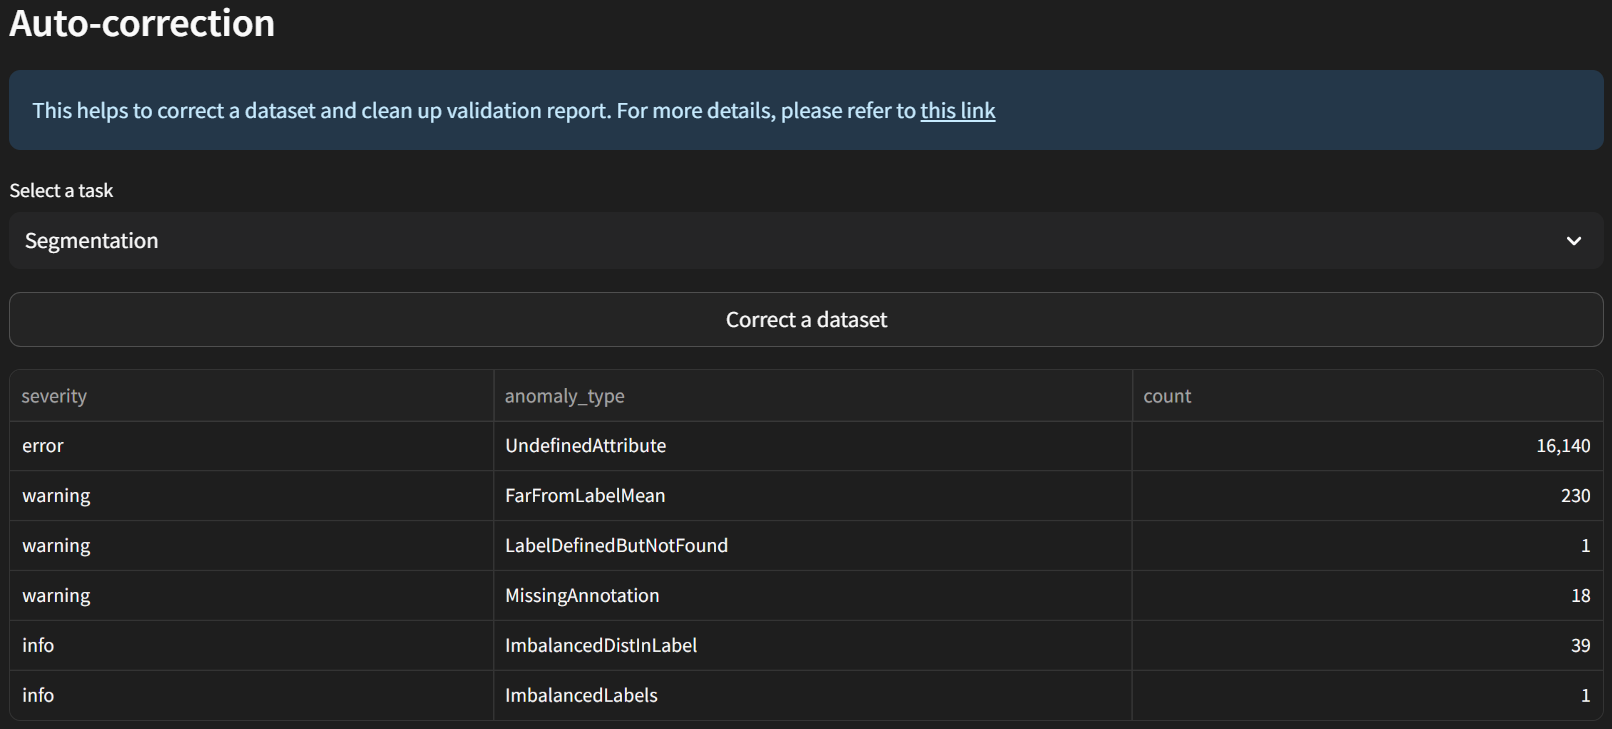 Auto-correction
This helps to correct a dataset and clean up validation report. For more details, please refer to this link
Select a task
Segmentation
Correct a dataset
severity anomaly_type count
error UndefinedAttribute 16,140
warning FarFromLabelMean 230
warning LabelDefinedButNotFound 1
warning MissingAnnotation 18
info ImbalancedDistInLabel 39
info ImbalancedLabels 1